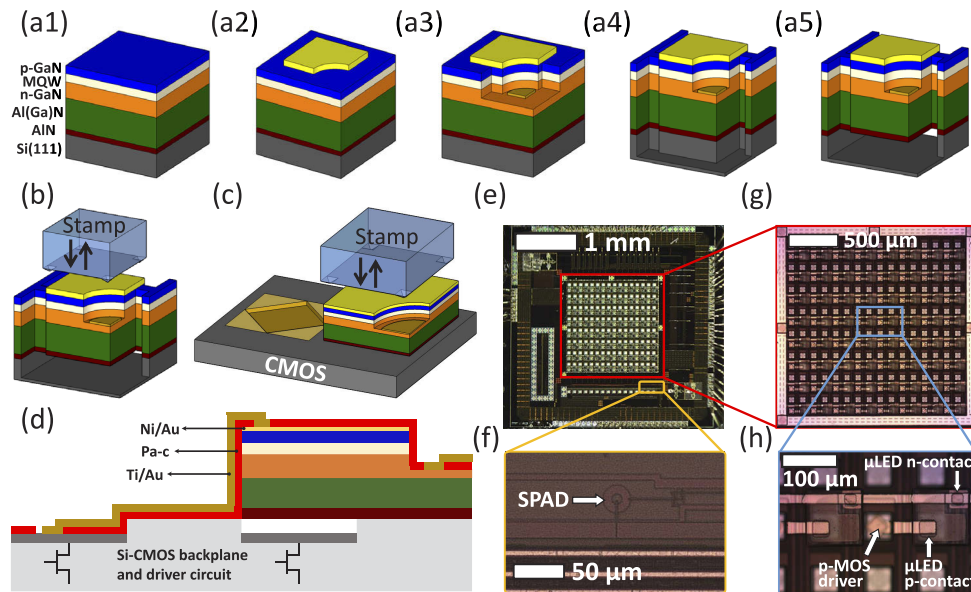 (a1)
(a2)
(a3)
(a4)
(a5)
p-GaN
MQW
n-GaN
Al(Ga)N
AlN
Si(111)
(b)
Stamp
(c)
Stamp
CMOS
(e)
1 mm
(g)
500 µm
(d)
Ni/Au
Pa-c
Ti/Au
Si-CMOS backplane
and driver circuit
(f)
SPAD
50 µm
(h)
100 µm
µLED n-contact
p-MOS
driver
µLED
p-contact